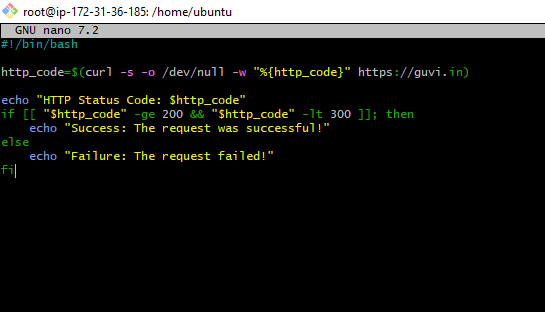 root@ip-172-31-36-185: /home/ubuntu
GNU nano 7.2
#!/bin/bash
http_code=$(curl -s -o /dev/null -w "%{http_code}" https://guvi.in)
echo "HTTP Status Code: $http_code"
if [[ "$http_code" -ge 200 && "$http_code" -lt 300 ]]; then
    echo "Success: The request was successful!"
else
    echo "Failure: The request failed!"
fi